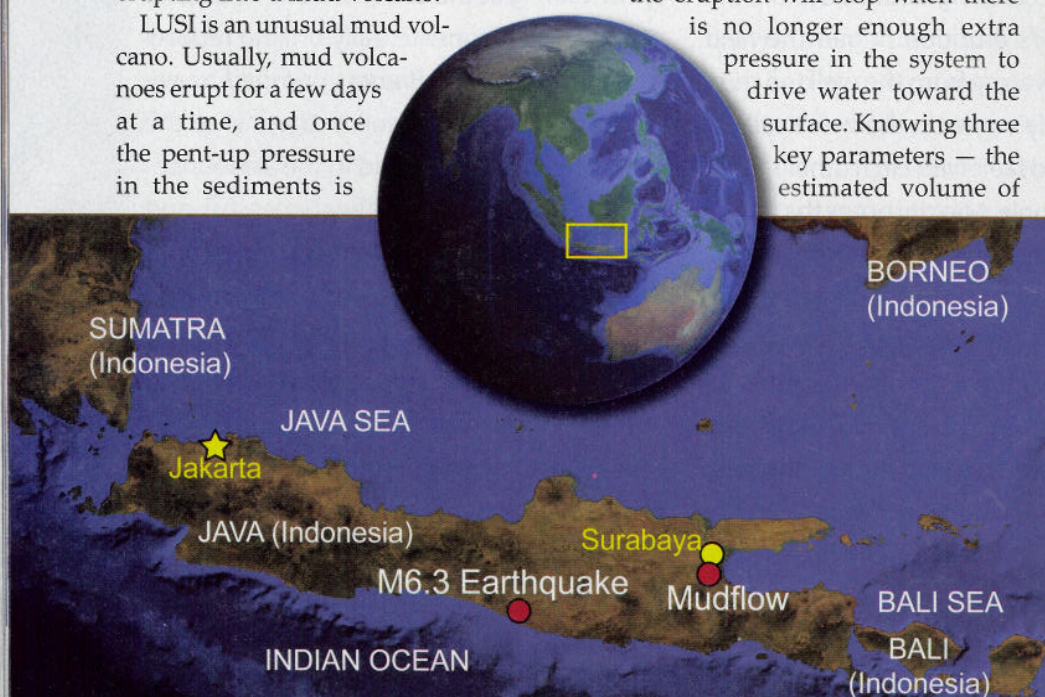 LUSI is an unusual mud vol-
cano. Usually, mud volca-
noes erupt for a few days
at a time, and once
the pent-up pressure
in the sediments is
is no longer enough extra
pressure in the system to
drive water toward the
surface. Knowing three
key parameters — the
estimated volume of
BORNEO
(Indonesia)
SUMATRA
(Indonesia)
JAVA SEA
Jakarta
JAVA (Indonesia)
Surabaya
M6.3 Earthquake
Mudflow
BALI SEA
INDIAN OCEAN
BALI
(Indonesia)